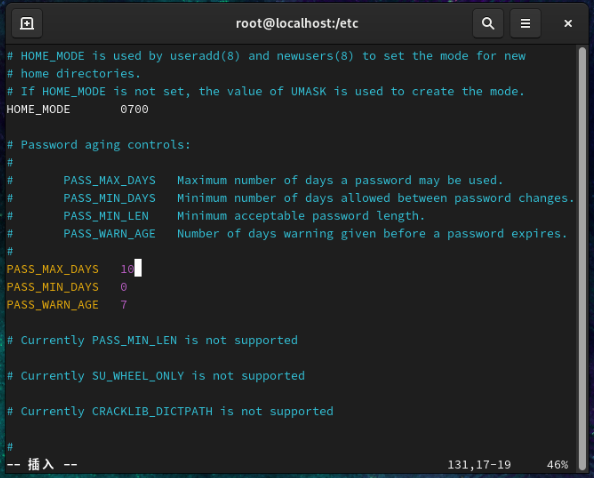 root@localhost:/etc
# HOME_MODE is used by useradd(8) and newusers(8) to set the mode for new
# home directories.
# If HOME_MODE is not set, the value of UMASK is used to create the mode.
HOME_MODE       0700
# Password aging controls:
#
#       PASS_MAX_DAYS   Maximum number of days a password may be used.
#       PASS_MIN_DAYS   Minimum number of days allowed between password changes.
#       PASS_MIN_LEN    Minimum acceptable password length.
#       PASS_WARN_AGE   Number of days warning given before a password expires.
#
PASS_MAX_DAYS   10
PASS_MIN_DAYS   0
PASS_WARN_AGE   7
# Currently PASS_MIN_LEN is not supported
# Currently SU_WHEEL_ONLY is not supported
# Currently CRACKLIB_DICTPATH is not supported
#
-- 插入 --                                                    131,17-19     46%